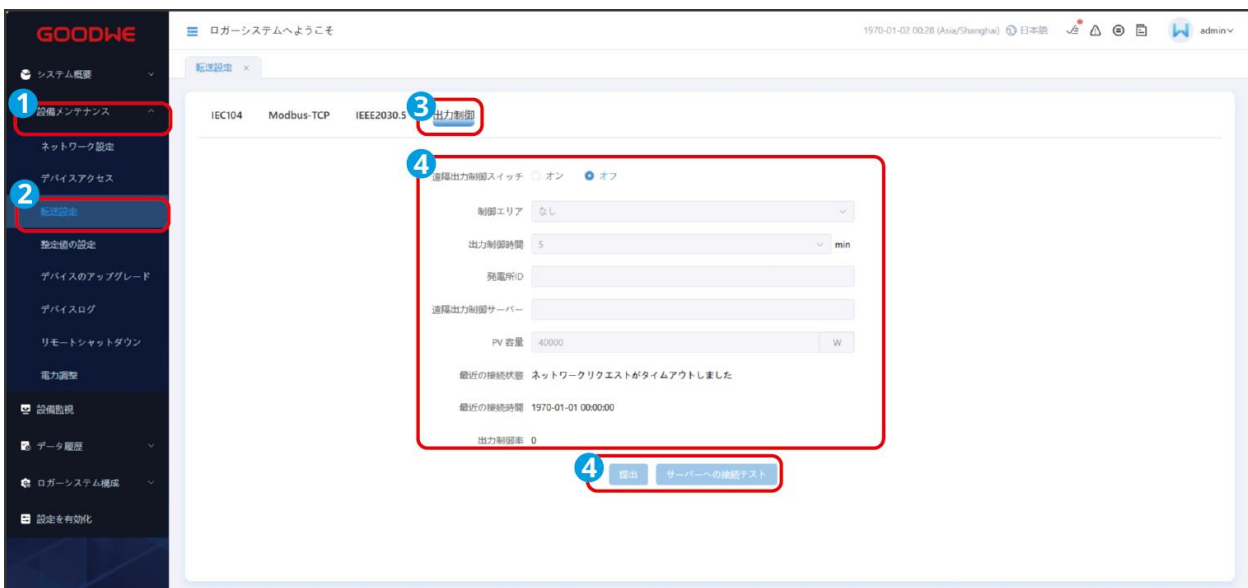 GOODWE
ロガーシステムへようこそ
1970-01-02 00:28 (Asia/Shanghai) 日本語 admin
システム概要
転送設定 ×
1
設備メンテナンス
ネットワーク設定
デバイスアクセス
2
転送設定
整定値の設定
デバイスのアップグレード
デバイスログ
リモートシャットダウン
電力調整
設備監視
データ履歴
ロガーシステム構成
設定を有効化
IEC104 Modbus-TCP IEEE2030.5 3 出力制御
4
遠隔出力制御スイッチ オン オフ
制御エリア なし
出力制御時間 5 min
発電所ID
遠隔出力制御サーバー
PV 容量 40000 W
最近の接続状態 ネットワークリクエストがタイムアウトしました
最近の接続時間 1970-01-01 00:00:00
出力制御率 0
4 提出 サーバーへの接続テスト